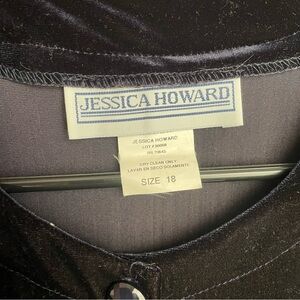 JESSICA HOWARD
JESSICA HOWARD
DRY CLEAN ONLY
LAVAR EN SECO SOLAMENTE
SIZE 18